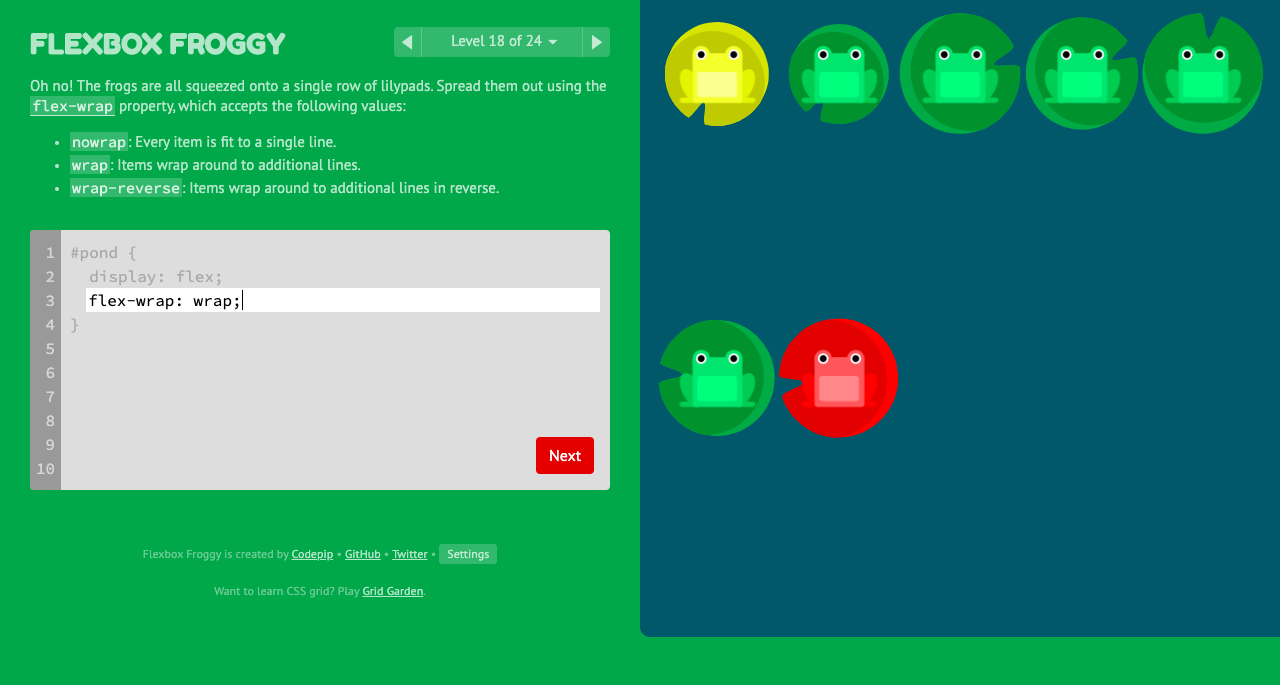 FLEXBOX FROGGY
Level 18 of 24
Oh no! The frogs are all squeezed onto a single row of lilypads. Spread them out using the
flex-wrap property, which accepts the following values:
• nowrap: Every item is fit to a single line.
• wrap: Items wrap around to additional lines.
• wrap-reverse: Items wrap around to additional lines in reverse.
1 #pond {
2 display: flex;
3 flex-wrap: wrap;
4 }
5
6
7
8
9
10
Next
Flexbox Froggy is created by Codepip • GitHub • Twitter • Settings
Want to learn CSS grid? Play Grid Garden.